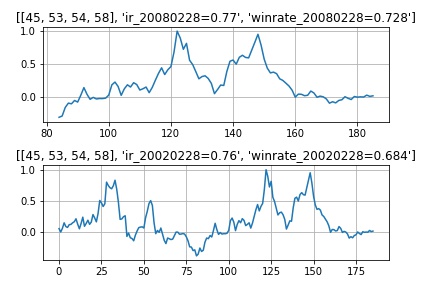 [[45, 53, 54, 58], 'ir_20080228=0.77', 'winrate_20080228=0.728']
1.0
0.5
0.0
80 100 120 140 160 180
[[45, 53, 54, 58], 'ir_20020228=0.76', 'winrate_20020228=0.684']
1.0
0.5
0.0
0 25 50 75 100 125 150 175